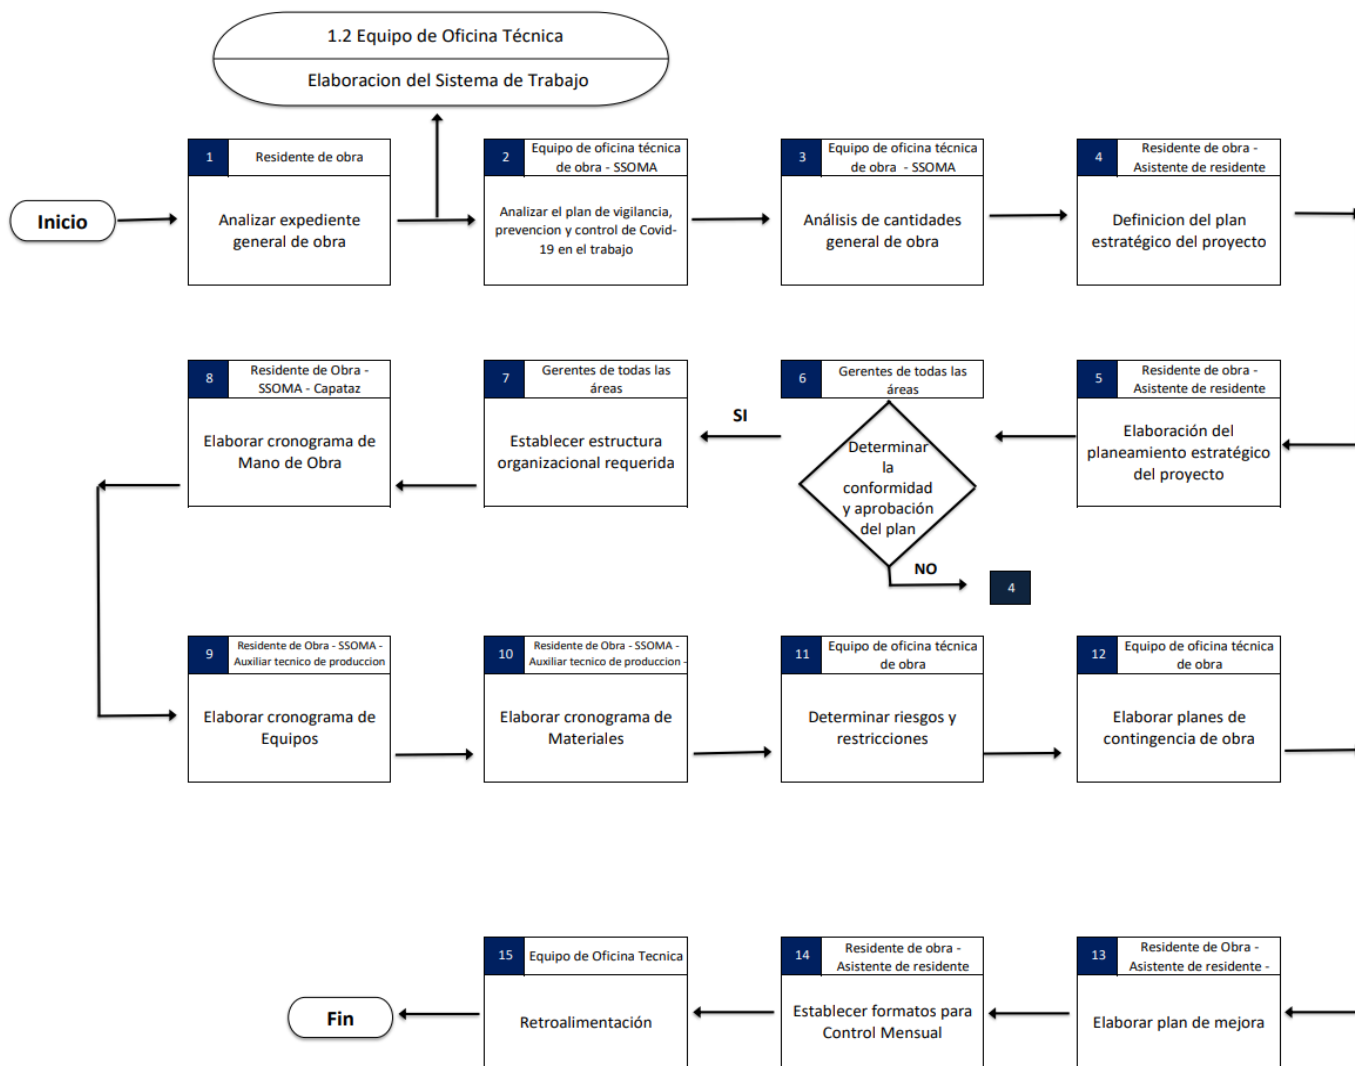 1.2 Equipo de Oficina Técnica
Elaboracion del Sistema de Trabajo
Inicio
1
Residente de obra
Analizar expediente
general de obra
2
Equipo de oficina técnica
de obra - SSOMA
Analizar el plan de vigilancia,
prevencion y control de Covid-
19 en el trabajo
3
Equipo de oficina técnica
de obra - SSOMA
Análisis de cantidades
general de obra
4
Residente de obra -
Asistente de residente
Definicion del plan
estratégico del proyecto
5
Residente de obra -
Asistente de residente
Elaboración del
planeamiento estratégico
del proyecto
6
Gerentes de todas las
áreas
Determinar
la
conformidad
y aprobación
del plan
SI
NO
4
7
Gerentes de todas las
áreas
Establecer estructura
organizacional requerida
8
Residente de Obra -
SSOMA - Capataz
Elaborar cronograma de
Mano de Obra
9
Residente de Obra - SSOMA -
Auxiliar tecnico de produccion
Elaborar cronograma de
Equipos
10
Residente de Obra - SSOMA -
Auxiliar tecnico de produccion -
Elaborar cronograma de
Materiales
11
Equipo de oficina técnica
de obra
Determinar riesgos y
restricciones
12
Equipo de oficina técnica
de obra
Elaborar planes de
contingencia de obra
13
Residente de Obra -
Asistente de residente -
Elaborar plan de mejora
14
Residente de obra -
Asistente de residente
Establecer formatos para
Control Mensual
15
Equipo de Oficina Tecnica
Retroalimentación
Fin